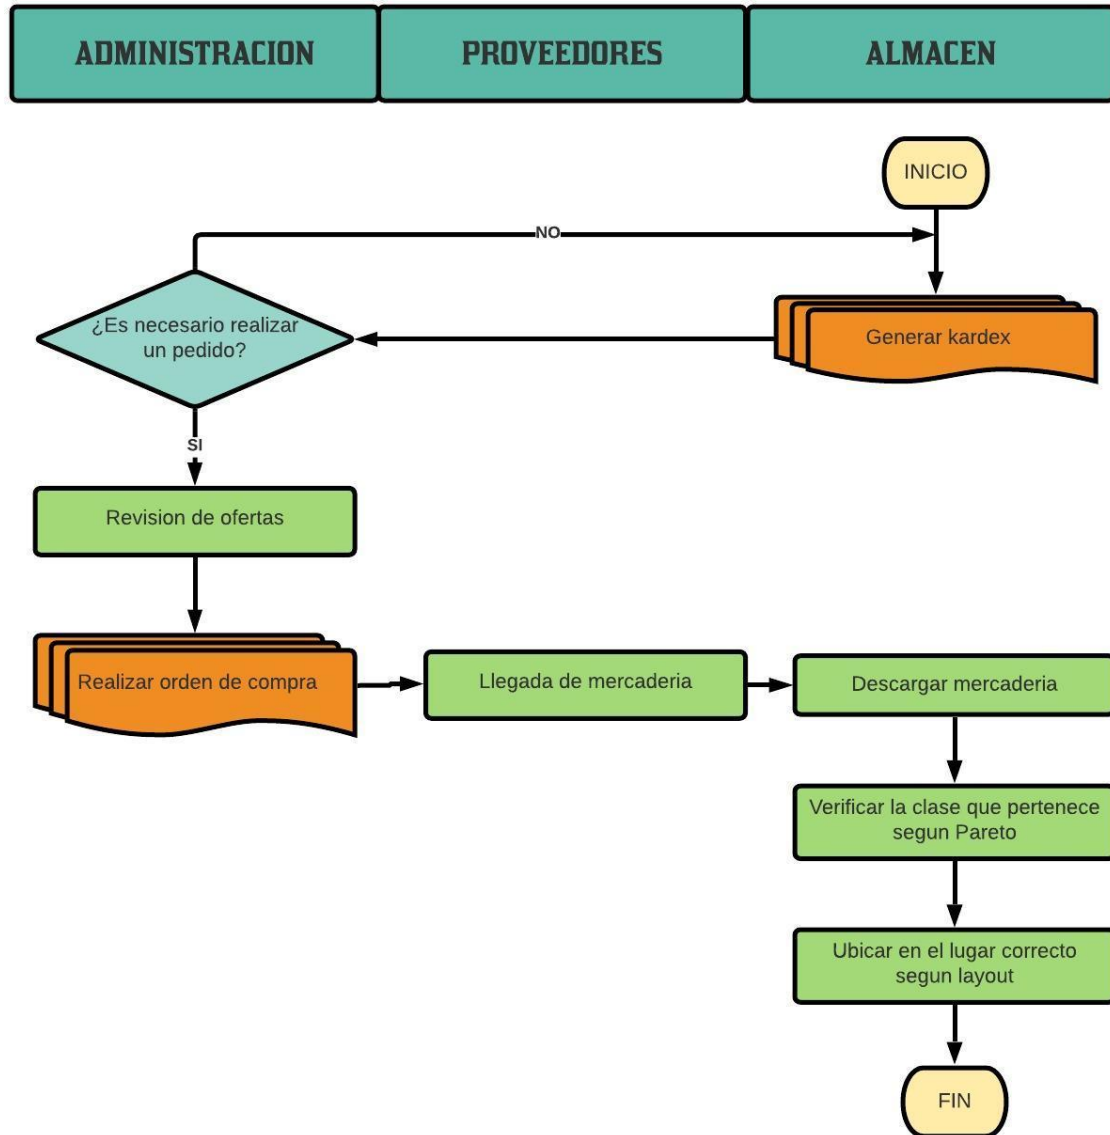 ADMINISTRACION
PROVEEDORES
ALMACEN
INICIO
NO
¿Es necesario realizar
un pedido?
Generar kardex
SI
Revision de ofertas
Realizar orden de compra
Llegada de mercaderia
Descargar mercaderia
Verificar la clase que pertenece
segun Pareto
Ubicar en el lugar correcto
segun layout
FIN